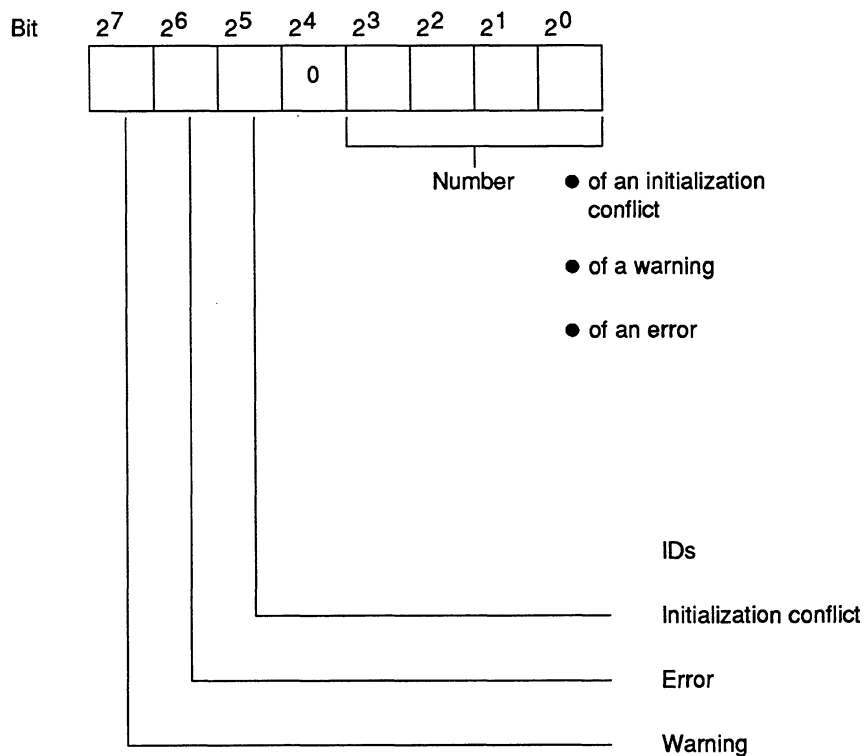 Bit 2⁷ 2⁶ 2⁵ 2⁴ 2³ 2² 2¹ 2⁰
0
Number
● of an initialization
conflict
● of a warning
● of an error
IDs
Initialization conflict
Error
Warning